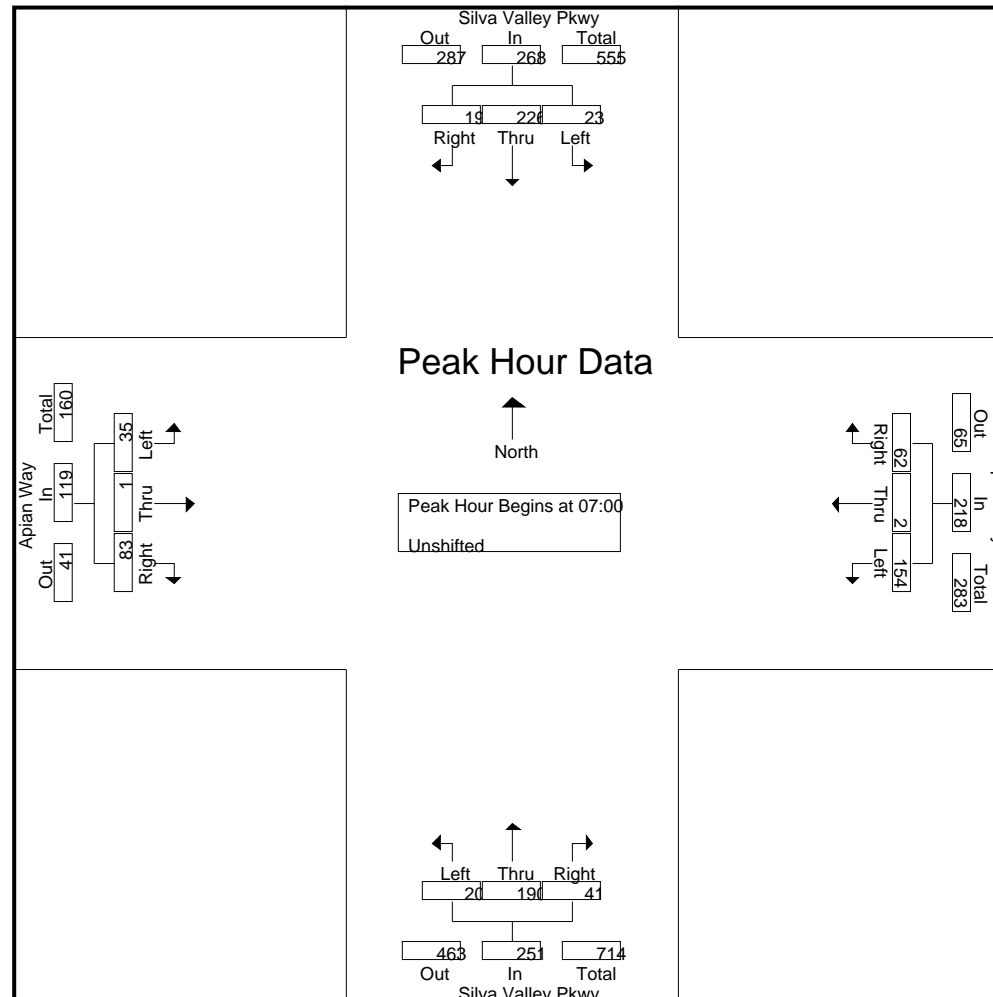 Silva Valley Pkwy
Out In Total
287 268 555
19 226 23
Right Thru Left
Peak Hour Data
North
Peak Hour Begins at 07:00
Unshifted
Apian Way
Total In Out
160 119 41
35 1 83
Left Thru Right
Right Thru Left
62 2 154
65 218 283
Out In Total
Left Thru Right
20 190 41
463 251 714
Out In Total
Silva Valley Pkwy